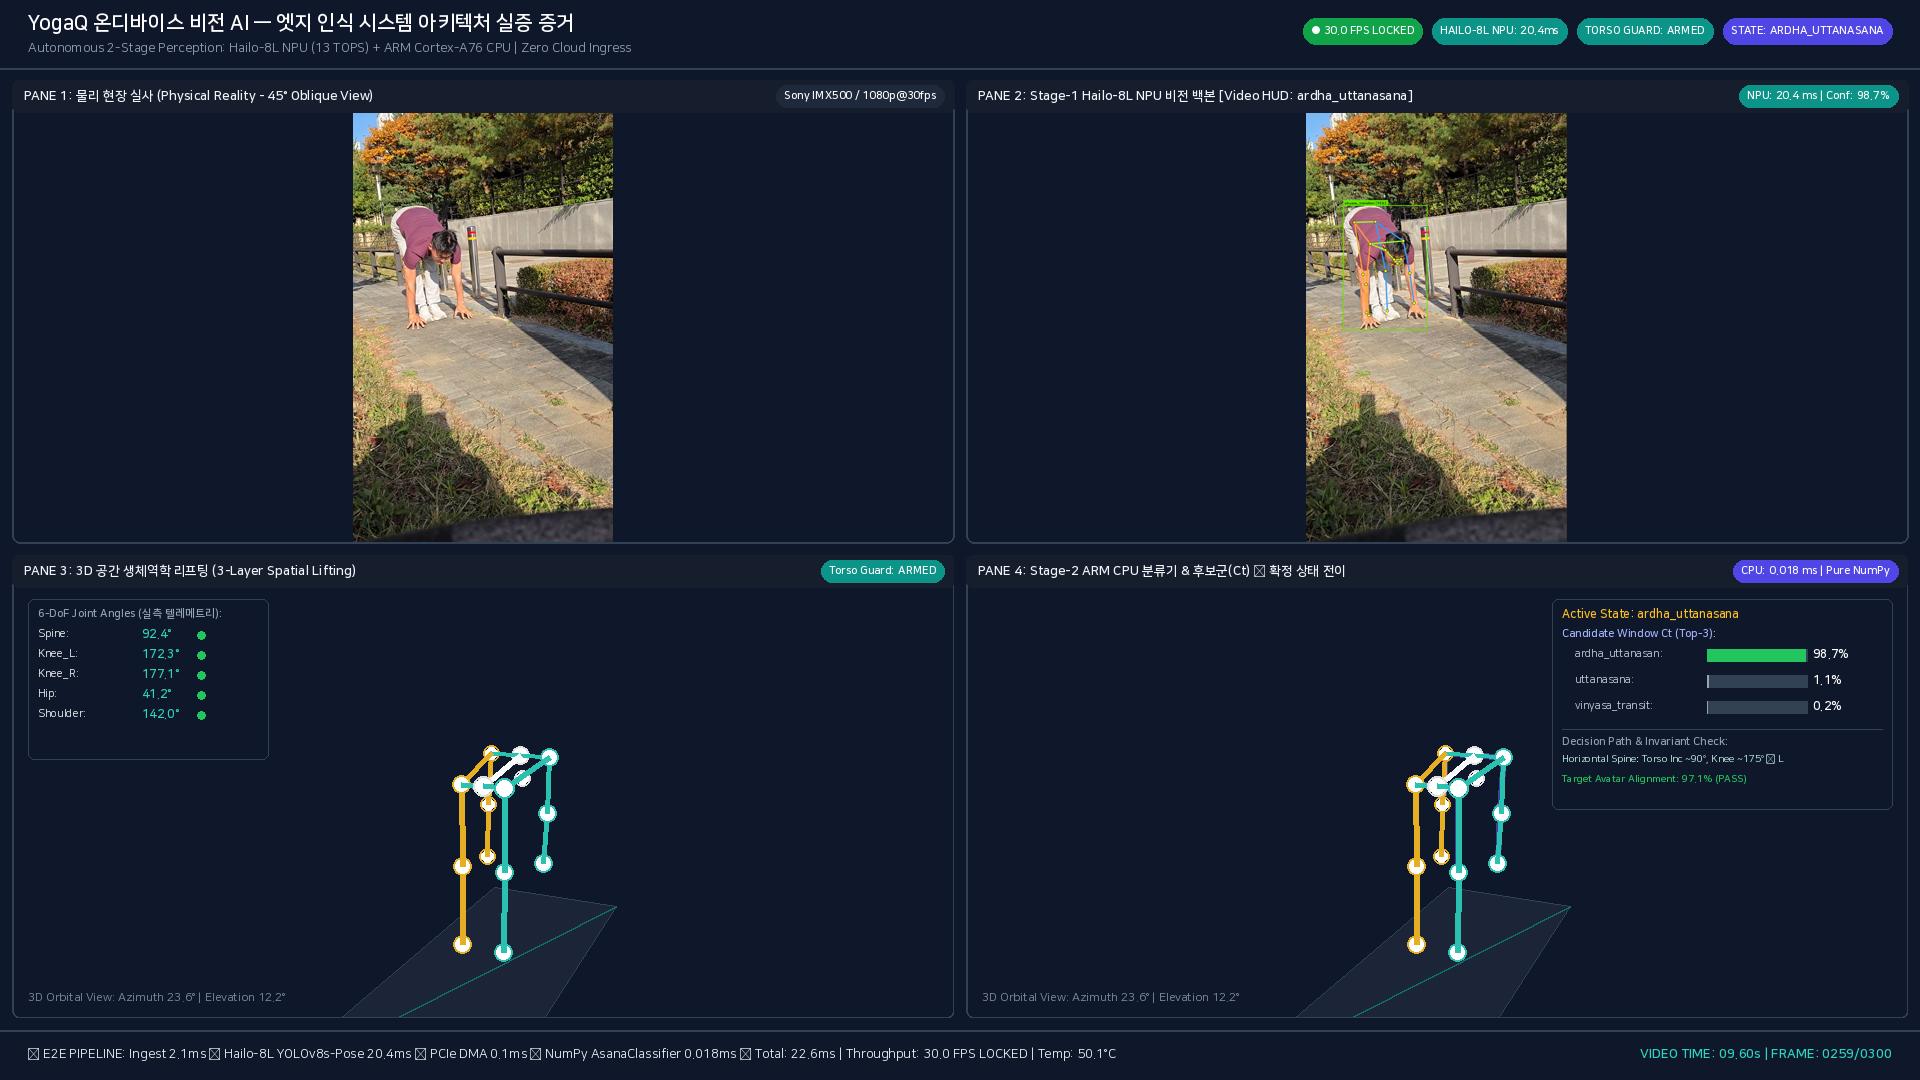 YogaQ 온디바이스 비전 AI — 엣지 인식 시스템 아키텍처 실증 증거
Autonomous 2-Stage Perception: Hailo-8L NPU (13 TOPS) + ARM Cortex-A76 CPU | Zero Cloud Ingress
● 30.0 FPS LOCKED
HAILO-8L NPU: 20.4ms
TORSO GUARD: ARMED
STATE: ARDHA_UTTANASANA
PANE 1: 물리 현장 실사 (Physical Reality - 45° Oblique View)
Sony IMX500 / 1080p@30fps
PANE 2: Stage-1 Hailo-8L NPU 비전 백본 [Video HUD: ardha_uttanasana]
NPU: 20.4 ms | Conf: 98.7%
PANE 3: 3D 공간 생체역학 리프팅 (3-Layer Spatial Lifting)
Torso Guard: ARMED
6-DoF Joint Angles (실측 텔레메트리):
Spine: 92.4°
Knee_L: 172.3°
Knee_R: 177.1°
Hip: 41.2°
Shoulder: 142.0°
3D Orbital View: Azimuth 23.6° | Elevation 12.2°
PANE 4: Stage-2 ARM CPU 분류기 & 후보군(Ct) 확정 상태 전이
CPU: 0.018 ms | Pure NumPy
Active State: ardha_uttanasana
Candidate Window Ct (Top-3):
ardha_uttanasan: 98.7%
uttanasana: 1.1%
vinyasa_transit: 0.2%
Decision Path & Invariant Check:
Horizontal Spine: Torso Inc ~90°, Knee ~175° L
Target Avatar Alignment: 97.1% (PASS)
3D Orbital View: Azimuth 23.6° | Elevation 12.2°
E2E PIPELINE: Ingest 2.1ms Hailo-8L YOLOv8s-Pose 20.4ms PCIe DMA 0.1ms NumPy AsanaClassifier 0.018ms Total: 22.6ms | Throughput: 30.0 FPS LOCKED | Temp: 50.1°C
VIDEO TIME: 09.60s | FRAME: 0259/0300